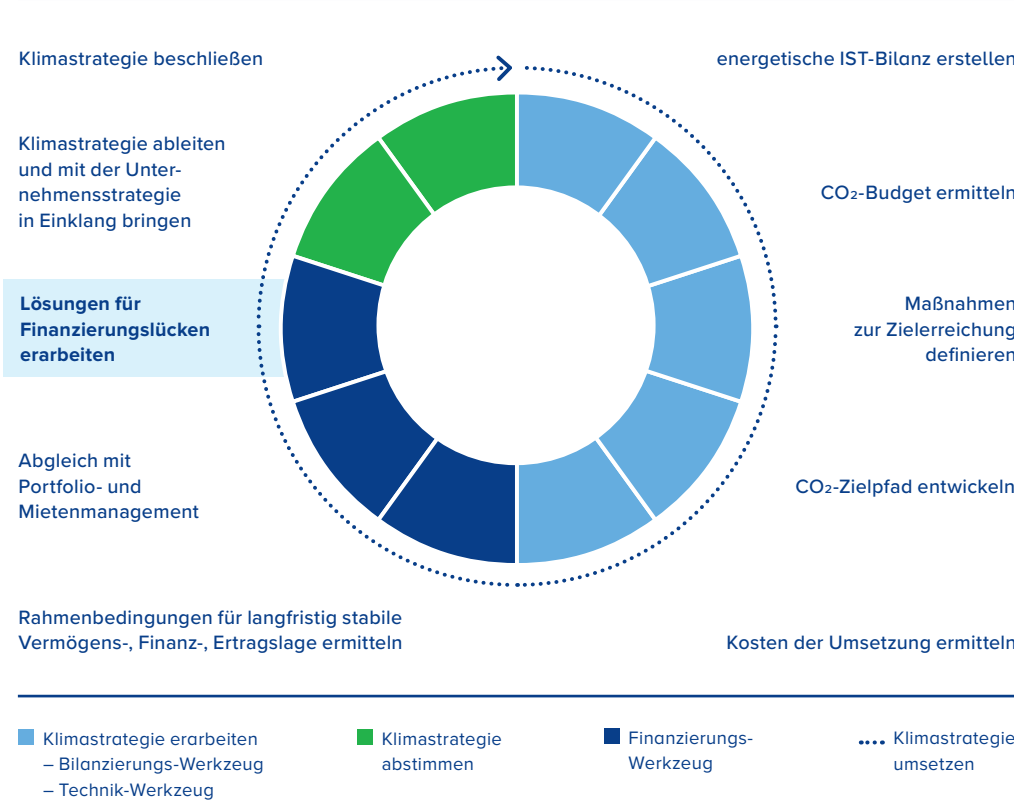 Klimastrategie beschließen
energetische IST-Bilanz erstellen
Klimastrategie ableiten
und mit der Unter-
nehmensstrategie
in Einklang bringen
CO₂-Budget ermitteln
Lösungen für
Finanzierungslücken
erarbeiten
Maßnahmen
zur Zielerreichung
definieren
Abgleich mit
Portfolio- und
Mietenmanagement
CO₂-Zielpfad entwickeln
Rahmenbedingungen für langfristig stabile
Vermögens-, Finanz-, Ertragslage ermitteln
Kosten der Umsetzung ermitteln
Klimastrategie erarbeiten
– Bilanzierungs-Werkzeug
– Technik-Werkzeug
Klimastrategie
abstimmen
Finanzierungs-
Werkzeug
Klimastrategie
umsetzen